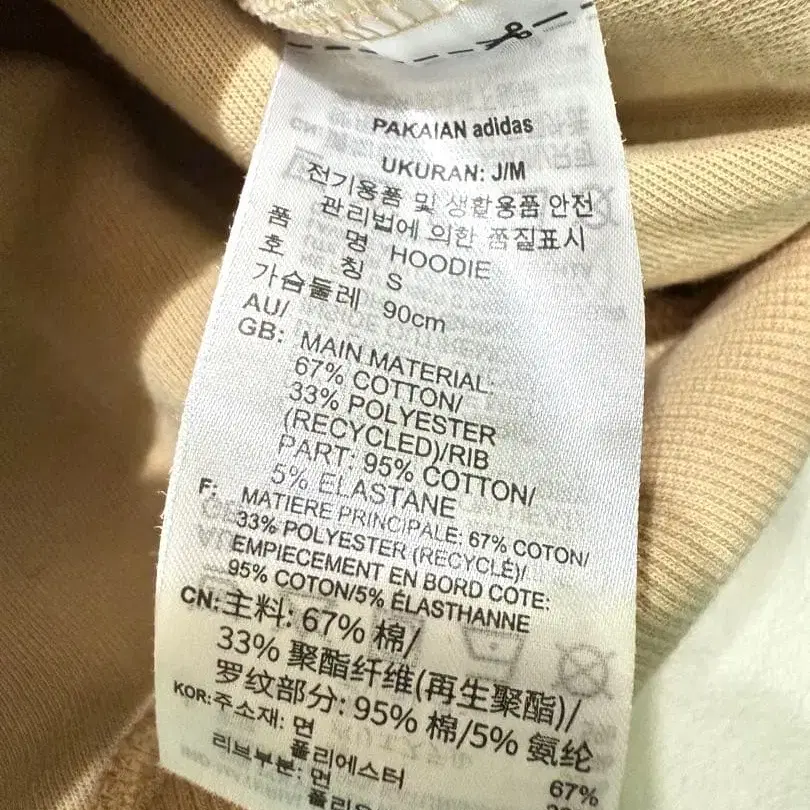 PAKAIAN adidas
UKURAN: J/M
전기용품 및 생활용품 안전
관리법에 의한 품질표시
품 명 HOODIE
호 칭 S
가슴둘레 90cm
AU/
GB: MAIN MATERIAL:
67% COTTON/
33% POLYESTER
(RECYCLED)/RIB
PART: 95% COTTON/
5% ELASTANE
F: MATIERE PRINCIPALE: 67% COTON/
33% POLYESTER (RECYCLÉ)/
EMPIECEMENT EN BORD COTE:
95% COTON/5% ÉLASTHANNE
CN: 主料: 67% 棉/
33% 聚酯纤维(再生聚酯)/
罗纹部分: 95% 棉/5% 氨纶
KOR: 주소재: 면 67%
폴리에스터
리브부분: 면